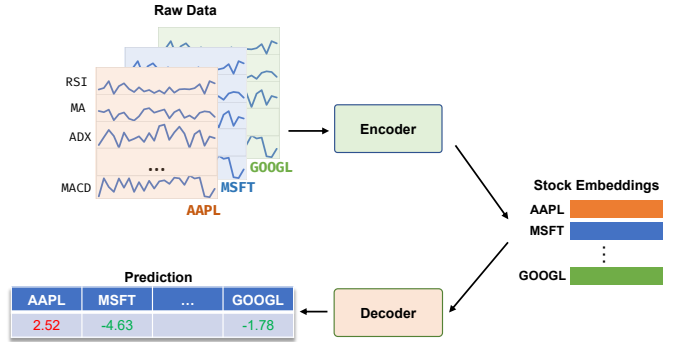 Raw Data
RSI
MA
ADX
...
MACD
AAPL
MSFT
GOOGL
Encoder
Stock Embeddings
AAPL
MSFT
⋮
GOOGL
Decoder
Prediction
AAPL MSFT ... GOOGL
2.52 -4.63 -1.78